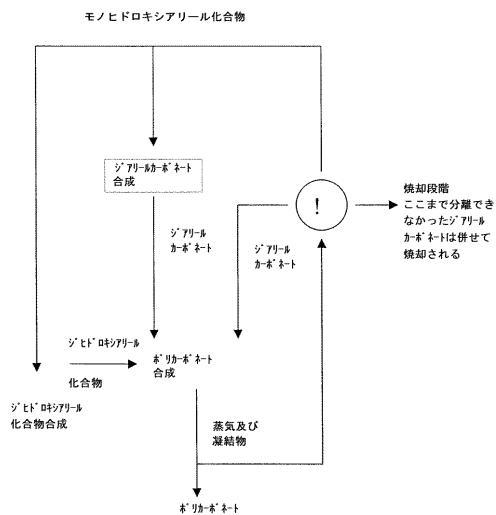 モノヒドロキシアリール化合物
ｼﾞｱﾘｰﾙｶｰﾎﾞﾈｰﾄ
合成
焼却段階
ここまで分離でき
なかったｼﾞｱﾘｰﾙ
ｶｰﾎﾞﾈｰﾄは併せて
焼却される
!
ｼﾞｱﾘｰﾙ
ｶｰﾎﾞﾈｰﾄ
ｼﾞｱﾘｰﾙ
ｶｰﾎﾞﾈｰﾄ
ｼﾞﾋﾄﾞﾛｷｼｱﾘｰﾙ
化合物
ﾎﾟﾘｶｰﾎﾞﾈｰﾄ
合成
ｼﾞﾋﾄﾞﾛｷｼｱﾘｰﾙ
化合物合成
蒸気及び
凝結物
ﾎﾟﾘｶｰﾎﾞﾈｰﾄ